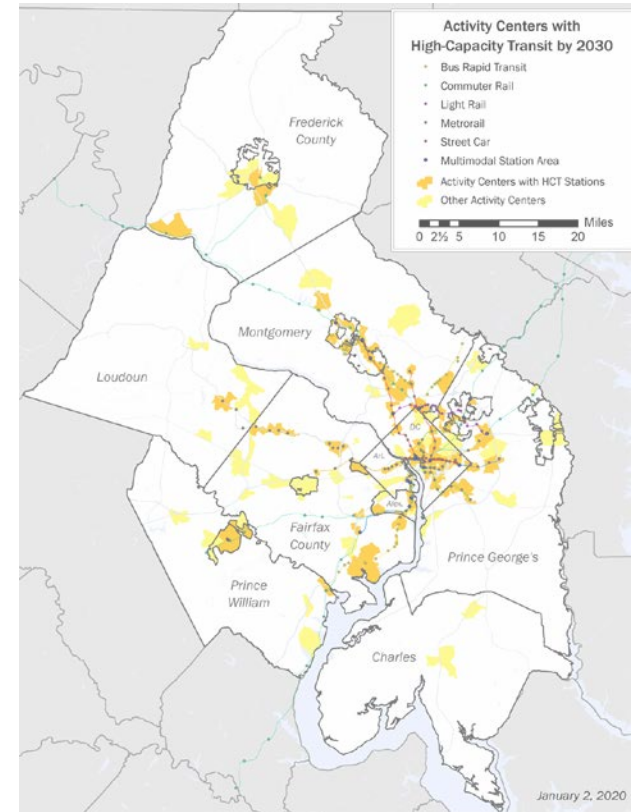 Activity Centers with
High-Capacity Transit by 2030
Bus Rapid Transit
Commuter Rail
Light Rail
Metrorail
Street Car
Multimodal Station Area
Activity Centers with HCT Stations
Other Activity Centers
Miles
0 2½ 5 10 15 20
Frederick
County
Montgomery
Loudoun
DC
Arl.
Alex.
Fairfax
County
Prince George's
Prince
William
Charles
January 2, 2020